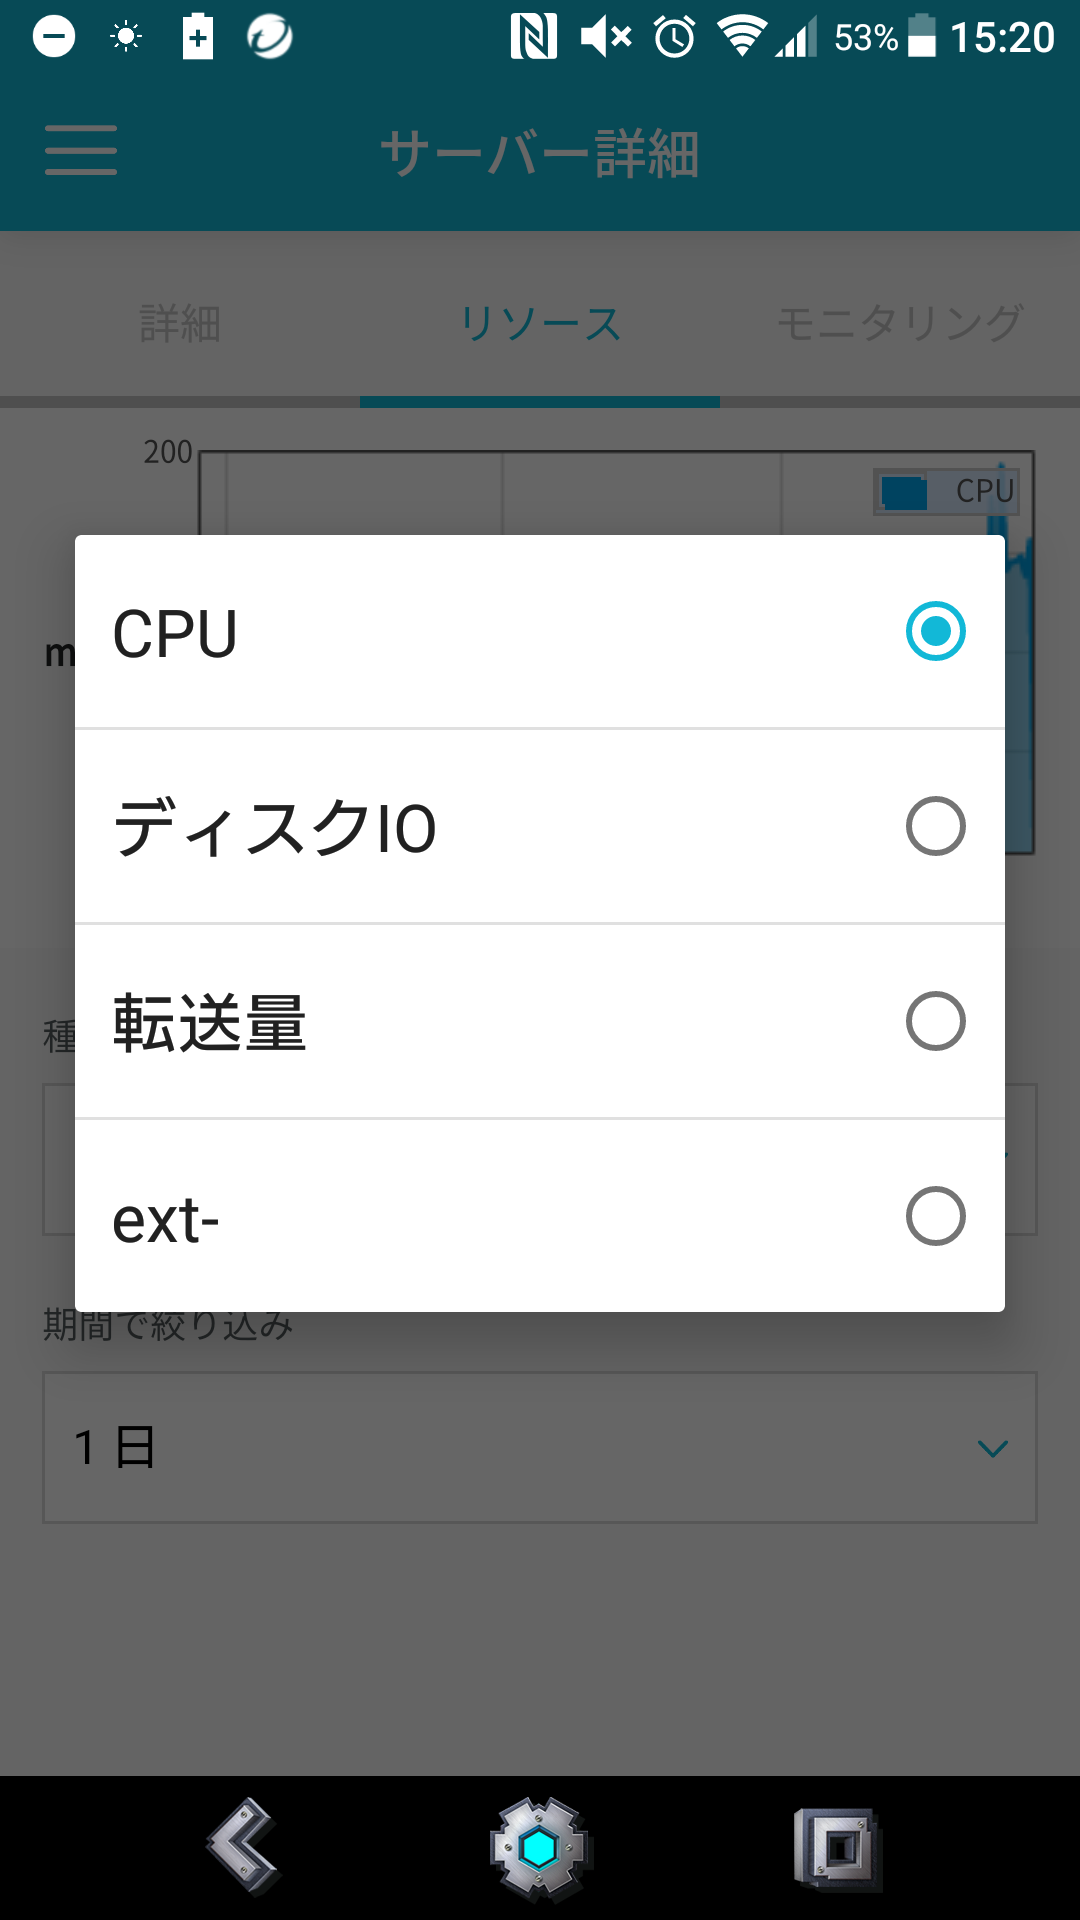 53% 15:20
サーバー詳細
詳細 リソース モニタリング
200
CPU
m
CPU
ディスクIO
転送量
ext-
種
期間で絞り込み
1 日